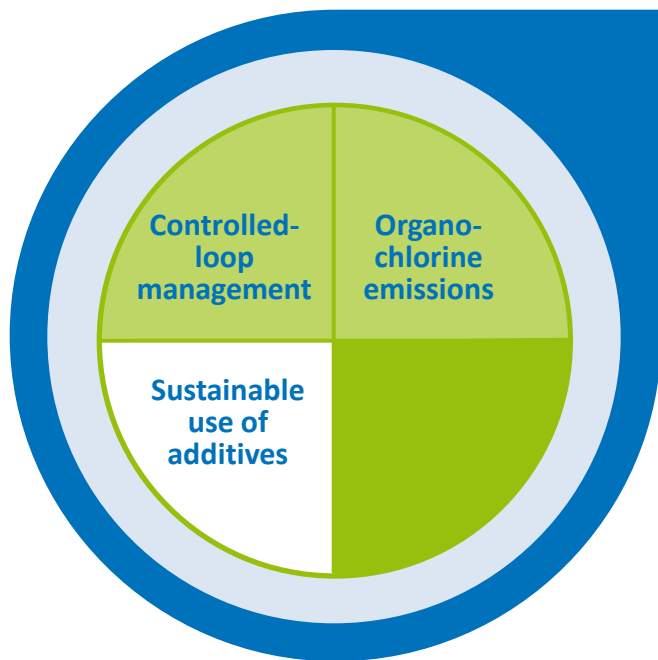 Controlled-
loop
management
Organo-
chlorine
emissions
Sustainable
use of
additives